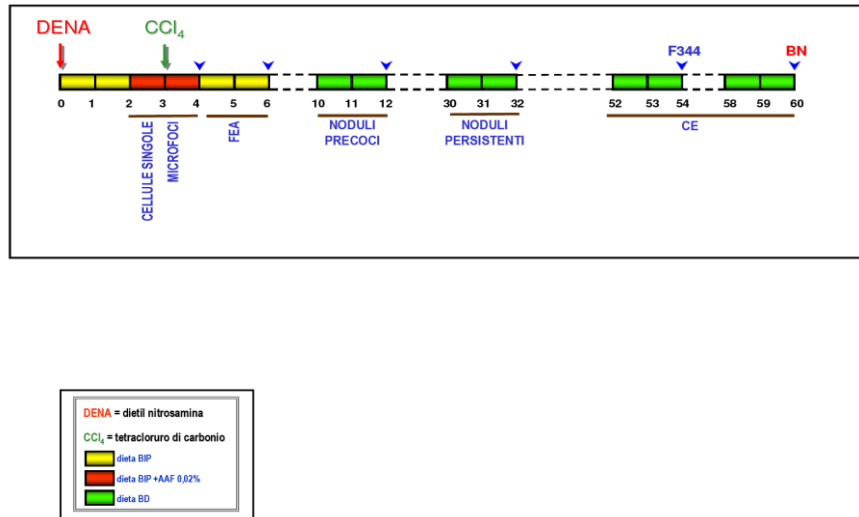 DENA
CCl₄
F344
BN
0 1 2 3 4 5 6 10 11 12 30 31 32 52 53 54 58 59 60
CELLULE SINGOLE
MICROFOCI
FEA
NODULI
PRECOCI
NODULI
PERSISTENTI
CE
DENA = dietil nitrosamina
CCl₄ = tetracloruro di carbonio
dieta BIP
dieta BIP +AAF 0,02%
dieta BD